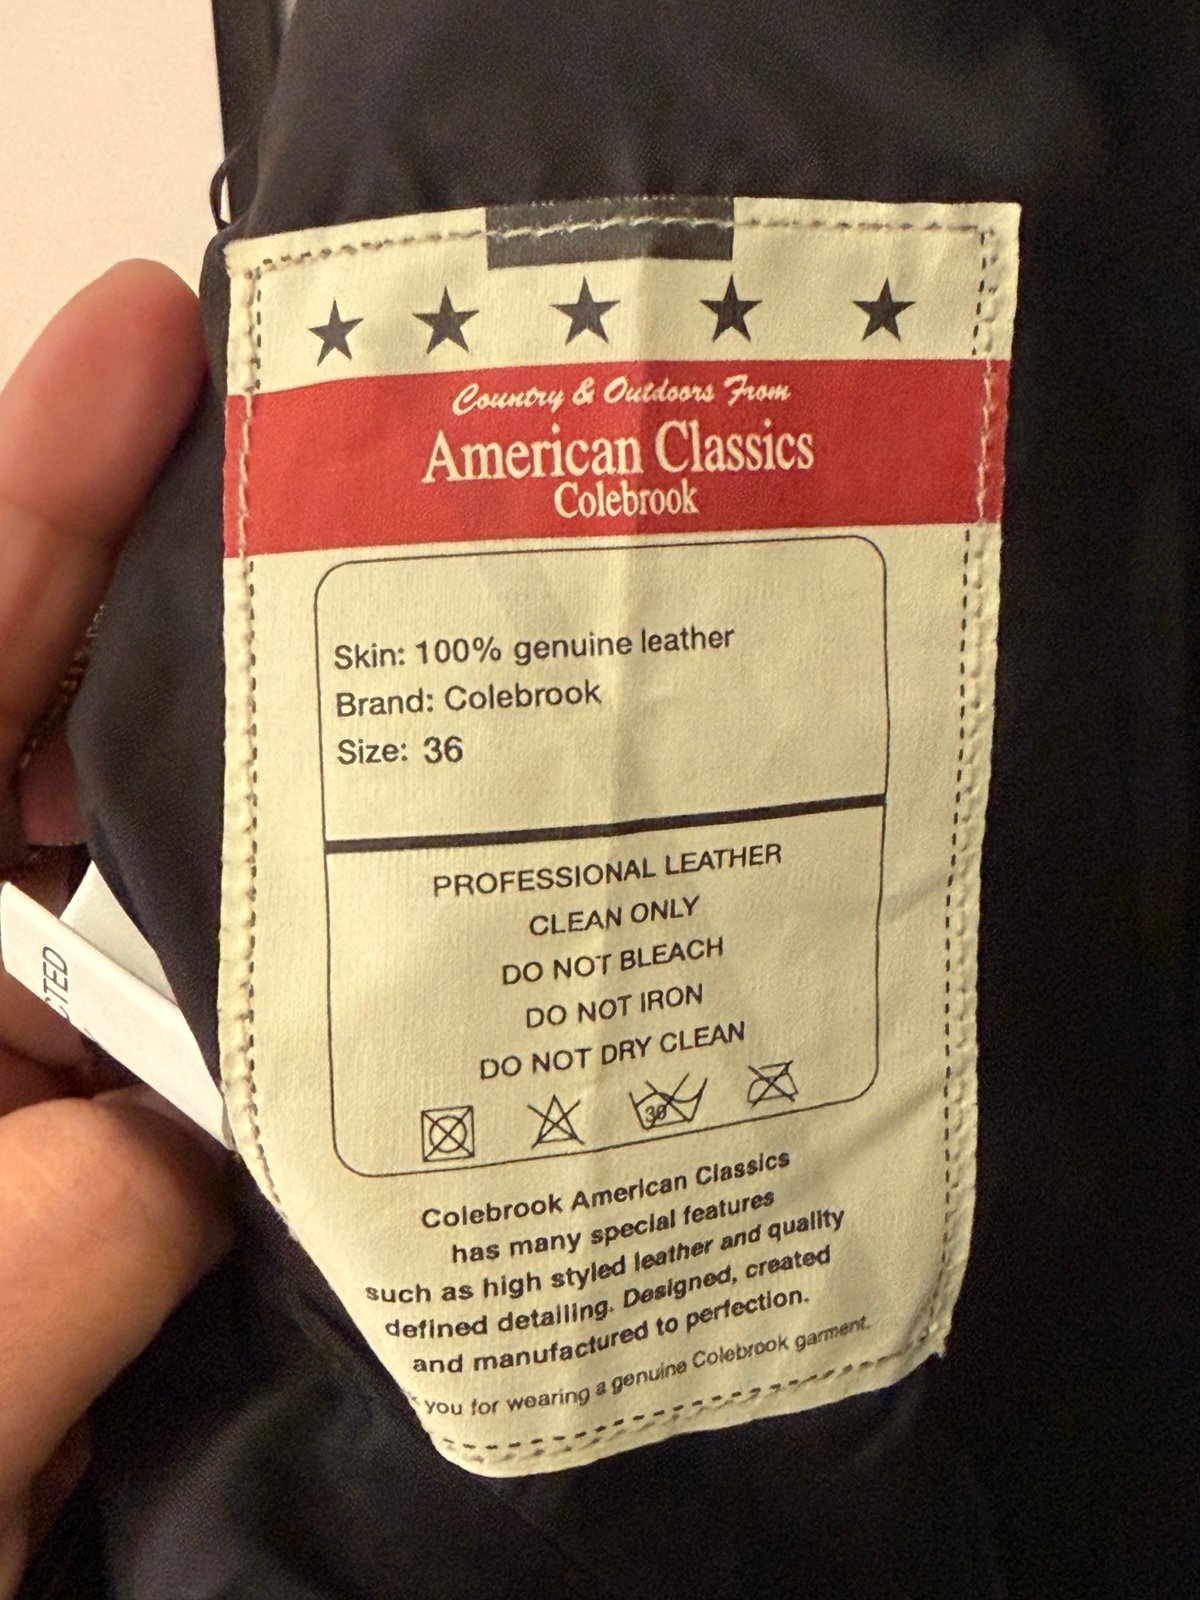 Country & Outdoors From
American Classics
Colebrook
Skin: 100% genuine leather
Brand: Colebrook
Size: 36
PROFESSIONAL LEATHER
CLEAN ONLY
DO NOT BLEACH
DO NOT IRON
DO NOT DRY CLEAN
30
Colebrook American Classics
has many special features
such as high styled leather and quality
defined detailing. Designed, created
and manufactured to perfection.
you for wearing a genuine Colebrook garment.